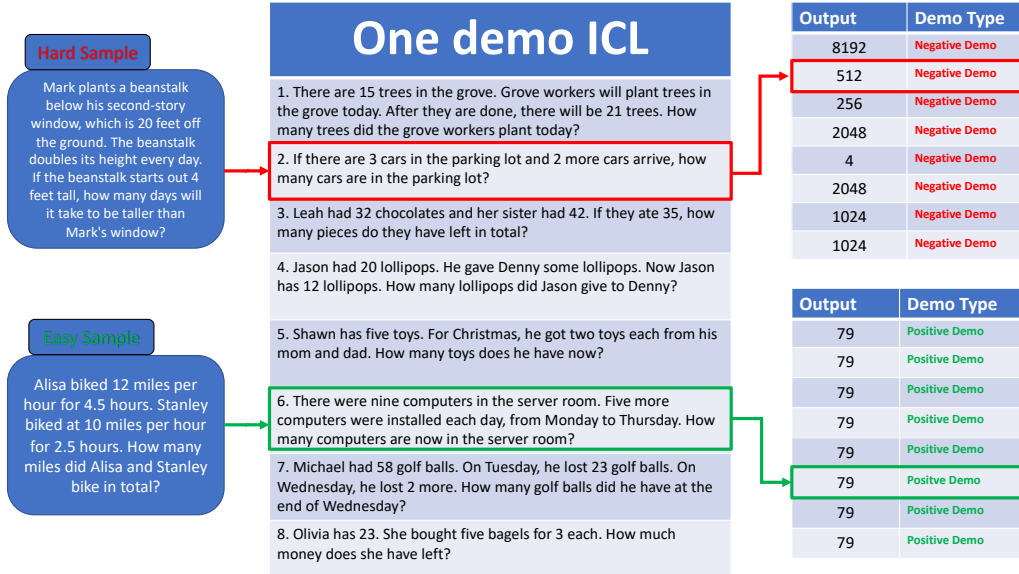 Hard Sample
Mark plants a beanstalk
below his second-story
window, which is 20 feet off
the ground. The beanstalk
doubles its height every day.
If the beanstalk starts out 4
feet tall, how many days will
it take to be taller than
Mark's window?
Easy Sample
Alisa biked 12 miles per
hour for 4.5 hours. Stanley
biked at 10 miles per hour
for 2.5 hours. How many
miles did Alisa and Stanley
bike in total?
One demo ICL
1. There are 15 trees in the grove. Grove workers will plant trees in
the grove today. After they are done, there will be 21 trees. How
many trees did the grove workers plant today?
2. If there are 3 cars in the parking lot and 2 more cars arrive, how
many cars are in the parking lot?
3. Leah had 32 chocolates and her sister had 42. If they ate 35, how
many pieces do they have left in total?
4. Jason had 20 lollipops. He gave Denny some lollipops. Now Jason
has 12 lollipops. How many lollipops did Jason give to Denny?
5. Shawn has five toys. For Christmas, he got two toys each from his
mom and dad. How many toys does he have now?
6. There were nine computers in the server room. Five more
computers were installed each day, from Monday to Thursday. How
many computers are now in the server room?
7. Michael had 58 golf balls. On Tuesday, he lost 23 golf balls. On
Wednesday, he lost 2 more. How many golf balls did he have at the
end of Wednesday?
8. Olivia has 23. She bought five bagels for 3 each. How much
money does she have left?
Output Demo Type
8192 Negative Demo
512 Negative Demo
256 Negative Demo
2048 Negative Demo
4 Negative Demo
2048 Negative Demo
1024 Negative Demo
1024 Negative Demo
Output Demo Type
79 Positive Demo
79 Positive Demo
79 Positive Demo
79 Positive Demo
79 Positive Demo
79 Positve Demo
79 Positive Demo
79 Positive Demo